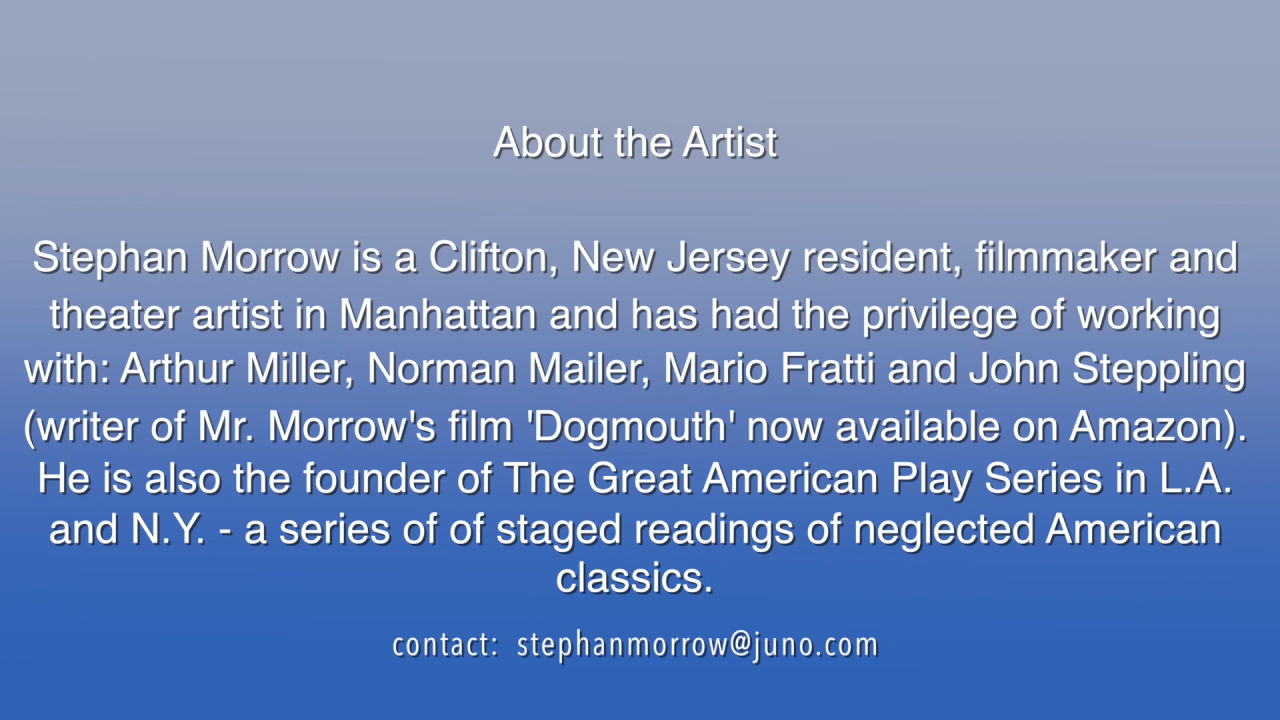 About the Artist
Stephan Morrow is a Clifton, New Jersey resident, filmmaker and
theater artist in Manhattan and has had the privilege of working
with: Arthur Miller, Norman Mailer, Mario Fratti and John Steppling
(writer of Mr. Morrow's film 'Dogmouth' now available on Amazon).
He is also the founder of The Great American Play Series in L.A.
and N.Y. - a series of of staged readings of neglected American
classics.
contact: stephanmorrow@juno.com